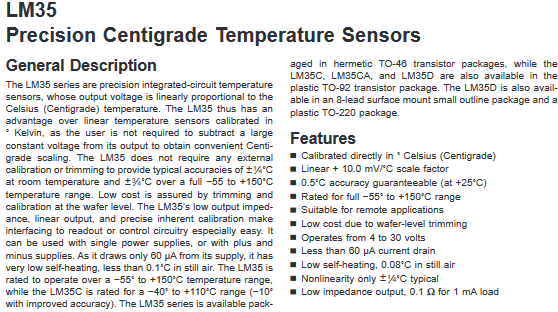 LM35
Precision Centigrade Temperature Sensors
General Description
The LM35 series are precision integrated-circuit temperature
sensors, whose output voltage is linearly proportional to the
Celsius (Centigrade) temperature. The LM35 thus has an
advantage over linear temperature sensors calibrated in
° Kelvin, as the user is not required to subtract a large
constant voltage from its output to obtain convenient Centi-
grade scaling. The LM35 does not require any external
calibration or trimming to provide typical accuracies of ±¼°C
at room temperature and ±¾°C over a full −55 to +150°C
temperature range. Low cost is assured by trimming and
calibration at the wafer level. The LM35's low output imped-
ance, linear output, and precise inherent calibration make
interfacing to readout or control circuitry especially easy. It
can be used with single power supplies, or with plus and
minus supplies. As it draws only 60 µA from its supply, it has
very low self-heating, less than 0.1°C in still air. The LM35 is
rated to operate over a −55° to +150°C temperature range,
while the LM35C is rated for a −40° to +110°C range (−10°
with improved accuracy). The LM35 series is available pack-
aged in hermetic TO-46 transistor packages, while the
LM35C, LM35CA, and LM35D are also available in the
plastic TO-92 transistor package. The LM35D is also avail-
able in an 8-lead surface mount small outline package and a
plastic TO-220 package.
Features
■ Calibrated directly in ° Celsius (Centigrade)
■ Linear + 10.0 mV/°C scale factor
■ 0.5°C accuracy guaranteeable (at +25°C)
■ Rated for full −55° to +150°C range
■ Suitable for remote applications
■ Low cost due to wafer-level trimming
■ Operates from 4 to 30 volts
■ Less than 60 µA current drain
■ Low self-heating, 0.08°C in still air
■ Nonlinearity only ±¼°C typical
■ Low impedance output, 0.1 Ω for 1 mA load